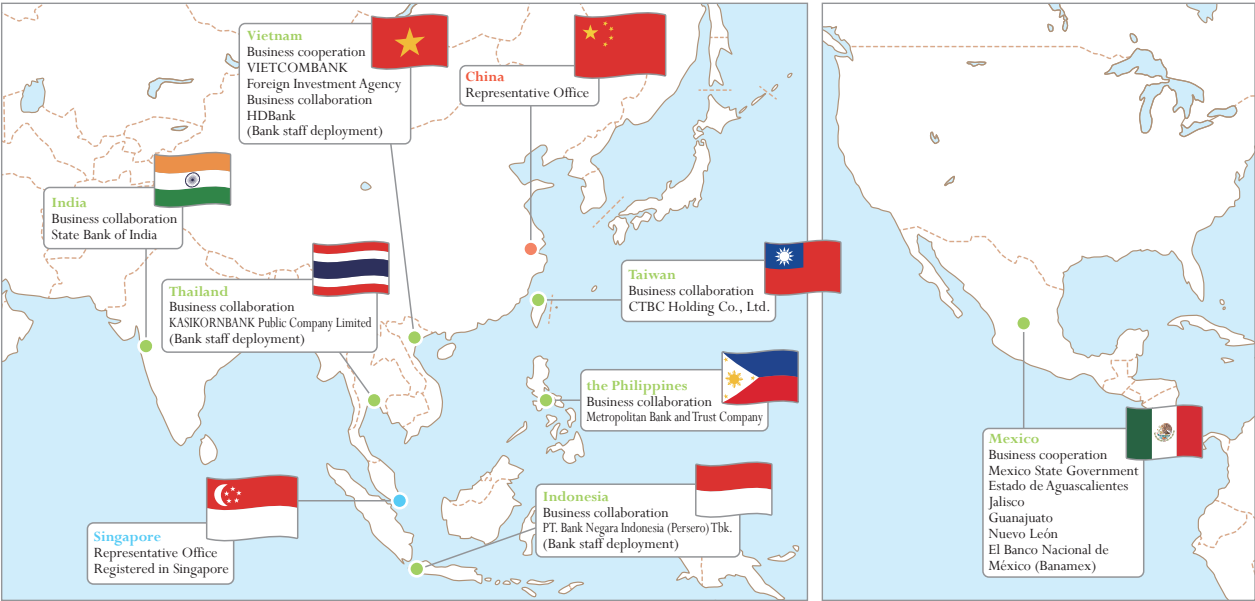 Vietnam
Business cooperation
VIETCOMBANK
Foreign Investment Agency
Business collaboration
HDBank
(Bank staff deployment)
China
Representative Office
India
Business collaboration
State Bank of India
Thailand
Business collaboration
KASIKORNBANK Public Company Limited
(Bank staff deployment)
Taiwan
Business collaboration
CTBC Holding Co., Ltd.
the Philippines
Business collaboration
Metropolitan Bank and Trust Company
Singapore
Representative Office
Registered in Singapore
Indonesia
Business collaboration
PT. Bank Negara Indonesia (Persero) Tbk.
(Bank staff deployment)
Mexico
Business cooperation
Mexico State Government
Estado de Aguascalientes
Jalisco
Guanajuato
Nuevo León
El Banco Nacional de
México (Banamex)